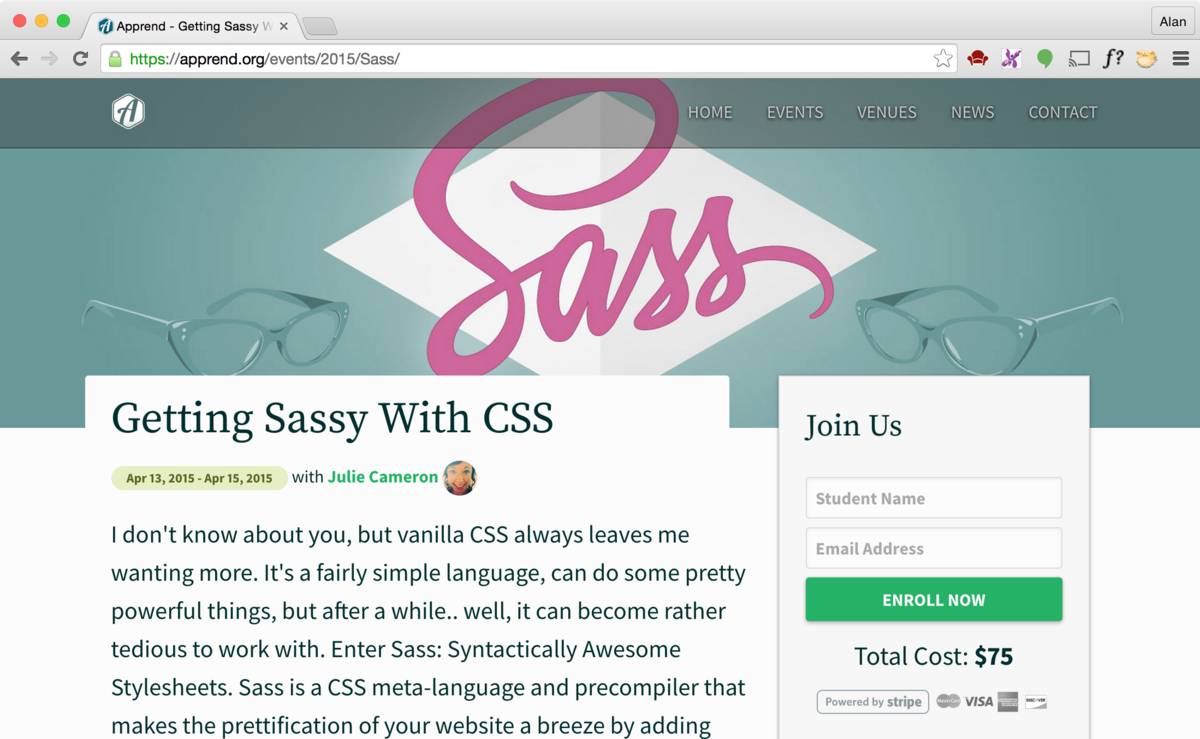 Apprend - Getting Sassy W
Alan
https://apprend.org/events/2015/Sass/
f?
A
HOME EVENTS VENUES NEWS CONTACT
Sass
Getting Sassy With CSS
Apr 13, 2015 - Apr 15, 2015 with Julie Cameron
I don't know about you, but vanilla CSS always leaves me
wanting more. It's a fairly simple language, can do some pretty
powerful things, but after a while.. well, it can become rather
tedious to work with. Enter Sass: Syntactically Awesome
Stylesheets. Sass is a CSS meta-language and precompiler that
makes the prettification of your website a breeze by adding
Join Us
Student Name
Email Address
ENROLL NOW
Total Cost: $75
Powered by stripe MasterCard VISA AMERICAN EXPRESS DISCOVER